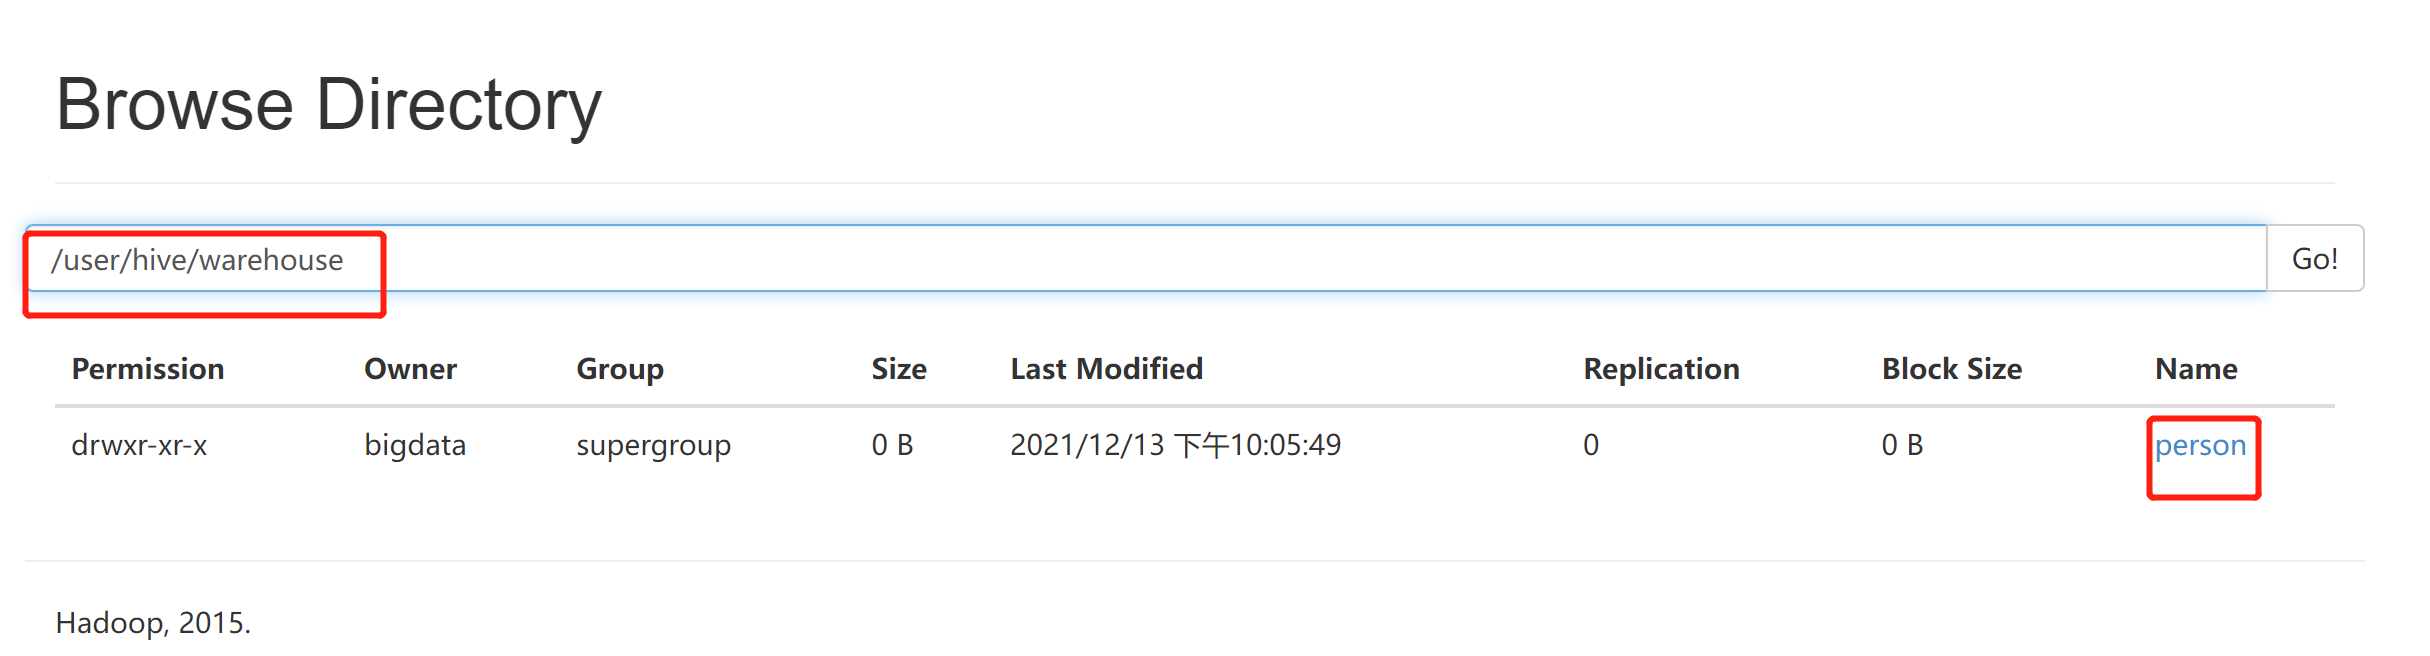 Browse Directory
/user/hive/warehouse Go!
Permission Owner Group Size Last Modified Replication Block Size Name
drwxr-xr-x bigdata supergroup 0 B 2021/12/13 下午10:05:49 0 0 B person
Hadoop, 2015.